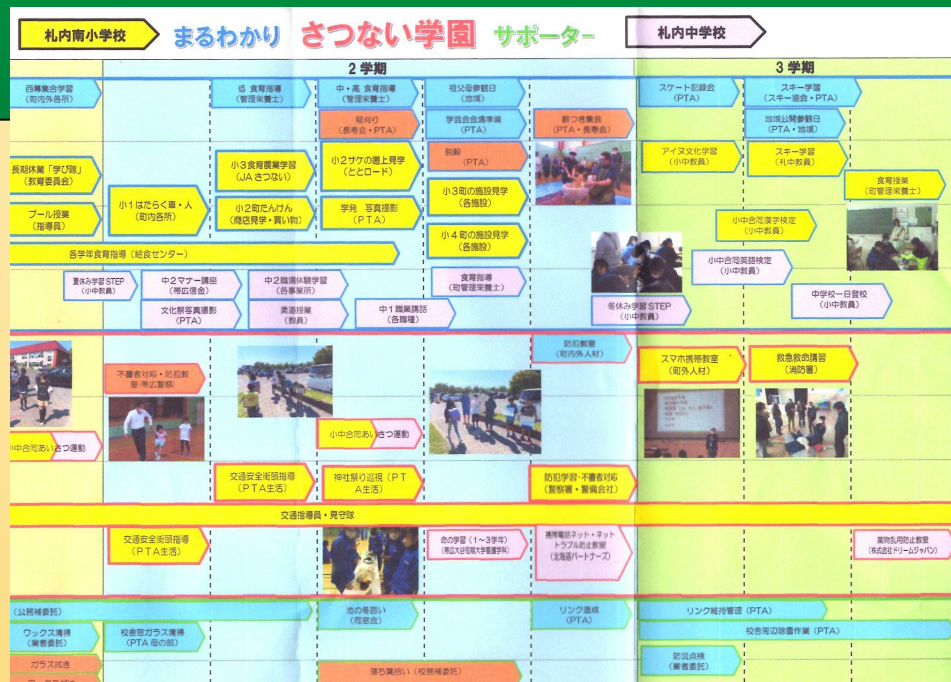 札内南小学校
まるわかり さつない学園 サポーター
札内中学校
2学期
3学期
西幕集合学習
(町内外各所)
低 食育指導
(管理栄養士)
中・高 食育指導
(管理栄養士)
祖父母参観日
(地域)
スケート記録会
(PTA)
スキー学習
(スキー協会・PTA)
稲刈り
(長寿会・PTA)
学芸会会場準備
(PTA)
餅つき集会
(PTA・長寿会)
地域公開参観日
(PTA・地域)
長期休業「学び隊」
(教育委員会)
小3食育農業学習
(JAさつない)
小2サケの遡上見学
(ととロード)
脱穀
(PTA)
アイヌ文化学習
(小中教員)
スキー学習
(札中教員)
食育授業
(町管理栄養士)
プール授業
(指導員)
小1はたらく車・人
(町内各所)
小2町たんけん
(商店見学・買い物)
学発 写真撮影
(PTA)
小3町の施設見学
(各施設)
小4町の施設見学
(各施設)
小中合同漢字検定
(小中教員)
各学年食育指導(給食センター)
小中合同英語検定
(小中教員)
夏休み学習STEP
(小中教員)
中2マナー講座
(帯広信金)
中2職場体験学習
(各事業所)
食育指導
(町管理栄養士)
中学校一日登校
(小中教員)
文化祭写真撮影
(PTA)
柔道授業
(教員)
中1職業講話
(各職種)
冬休み学習STEP
(小中教員)
防犯教室
(町内外人材)
不審者対応・防犯教
室(帯広警察)
スマホ携帯教室
(町外人材)
救急救命講習
(消防署)
小中合同あいさつ運動
小中合同あいさつ運動
交通安全街頭指導
(PTA生活)
神社祭り巡視(PT
A生活)
防犯学習・不審者対応
(警察署・警備会社)
交通指導員・見守隊
交通安全街頭指導
(PTA生活)
命の学習(1~3学年)
(帯広大谷短期大学看護学科)
携帯電話ネット・ネット
トラブル防止教室
(北海道パートナーズ)
薬物乱用防止教室
(株式会社ドリームジャパン)
(公務補委託)
池の冬囲い
(同窓会)
リンク造成
(PTA)
リンク維持管理(PTA)
ワックス清掃
(業者委託)
校舎窓ガラス清掃
(PTA母の部)
校舎周辺除雪作業(PTA)
ガラス拭き
落ち葉拾い(校務補委託)
防災点検
(業者委託)